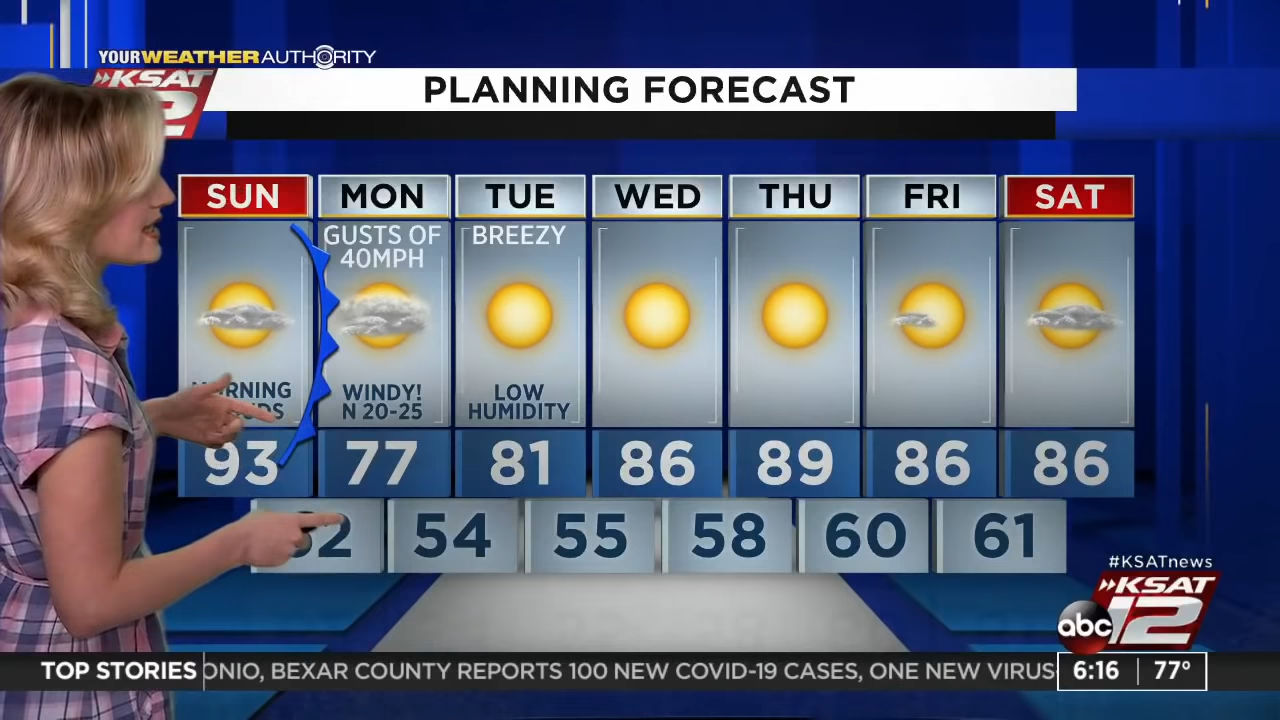 YOUR WEATHER AUTHORITY
KSAT
PLANNING FORECAST
SUN MON TUE WED THU FRI SAT
GUSTS OF BREEZY
40MPH
WINDY! LOW
N 20-25 HUMIDITY
93 77 81 86 89 86 86
54 55 58 60 61
#KSATnews
KSAT
abc 12
TOP STORIES ONIO, BEXAR COUNTY REPORTS 100 NEW COVID-19 CASES, ONE NEW VIRUS 6:16 77°